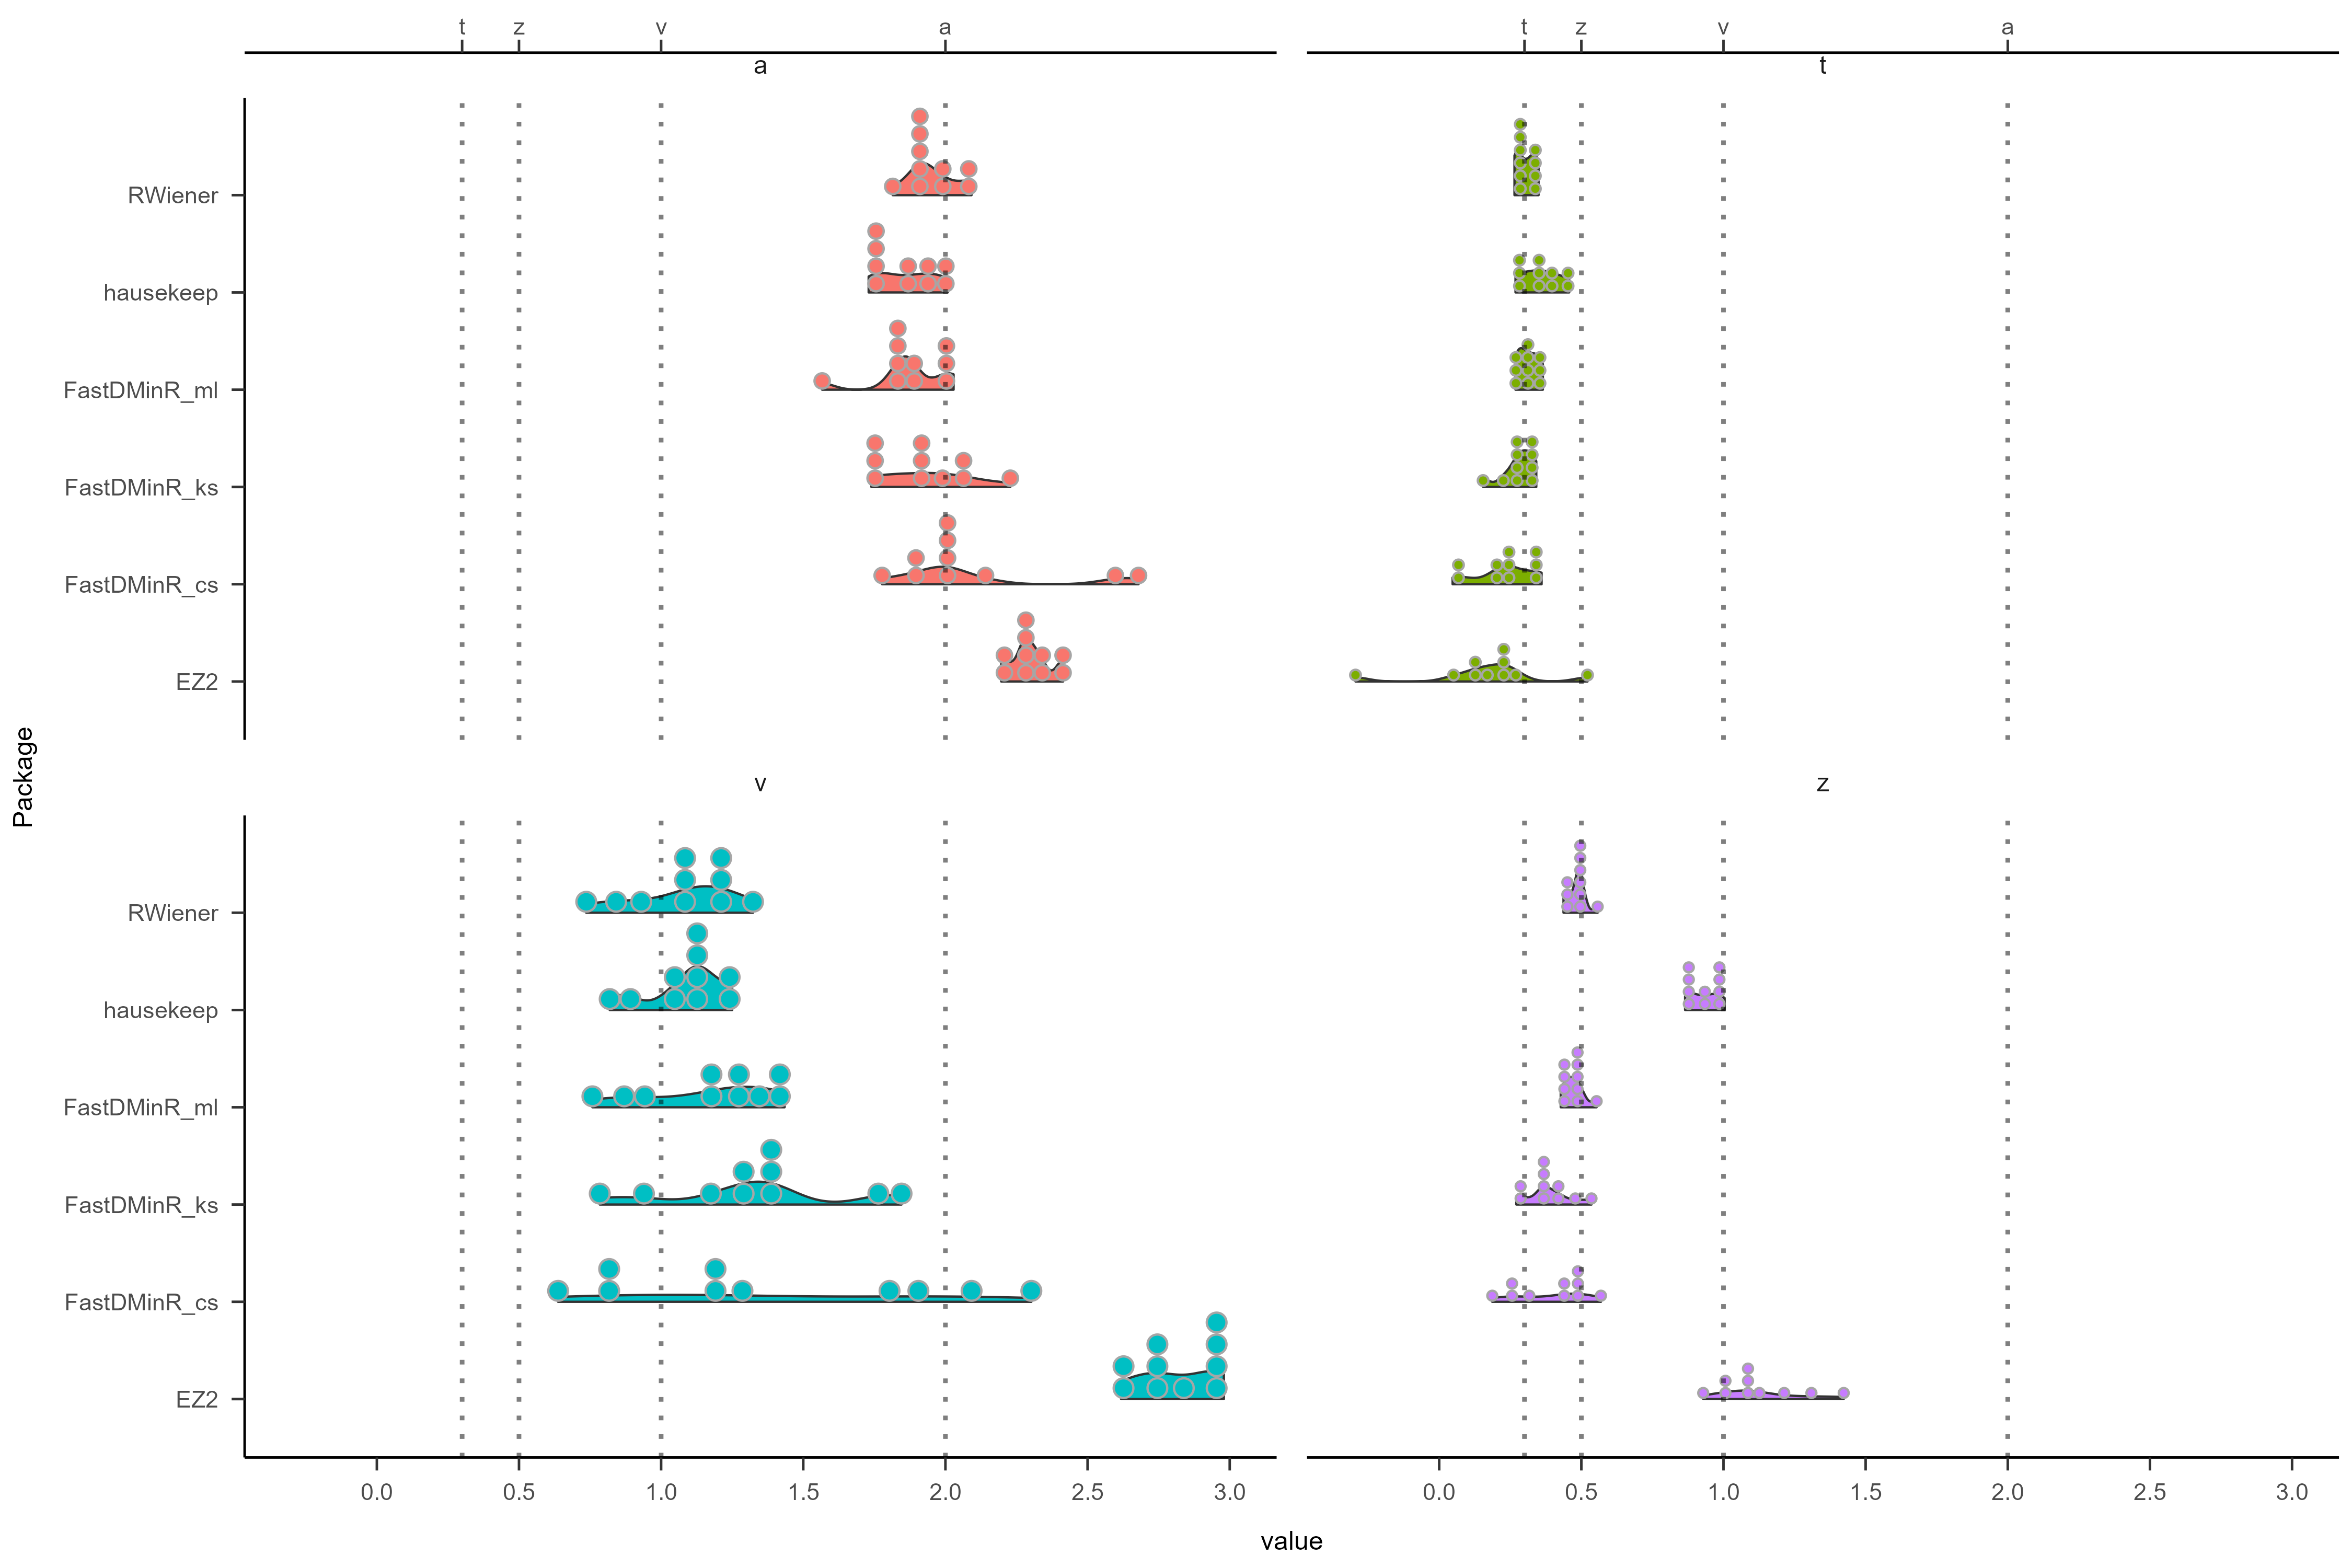 t z v a
t z v a
a
t
RWiener
hausekeep
FastDMinR_ml
FastDMinR_ks
FastDMinR_cs
EZ2
Package
v
z
RWiener
hausekeep
FastDMinR_ml
FastDMinR_ks
FastDMinR_cs
EZ2
0.0 0.5 1.0 1.5 2.0 2.5 3.0
0.0 0.5 1.0 1.5 2.0 2.5 3.0
value